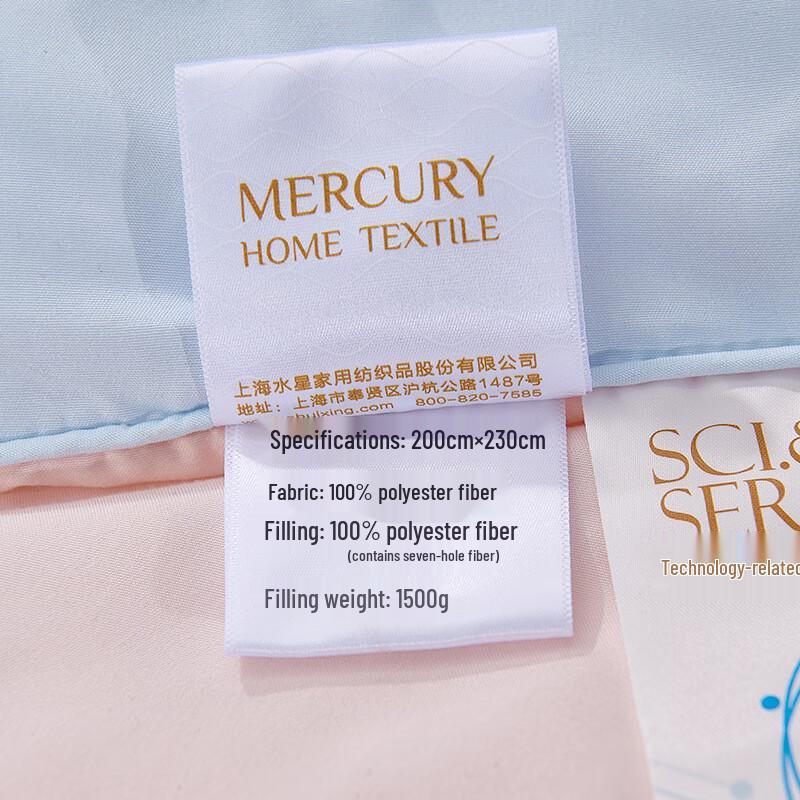 MERCURY
HOME TEXTILE
上海水星家用纺织品股份有限公司
地址：上海市奉贤区沪杭公路1487号
800-820-7585
Specifications: 200cm×230cm
Fabric: 100% polyester fiber
Filling: 100% polyester fiber
(contains seven-hole fiber)
Filling weight: 1500g
SCI.&
SER
Technology-related